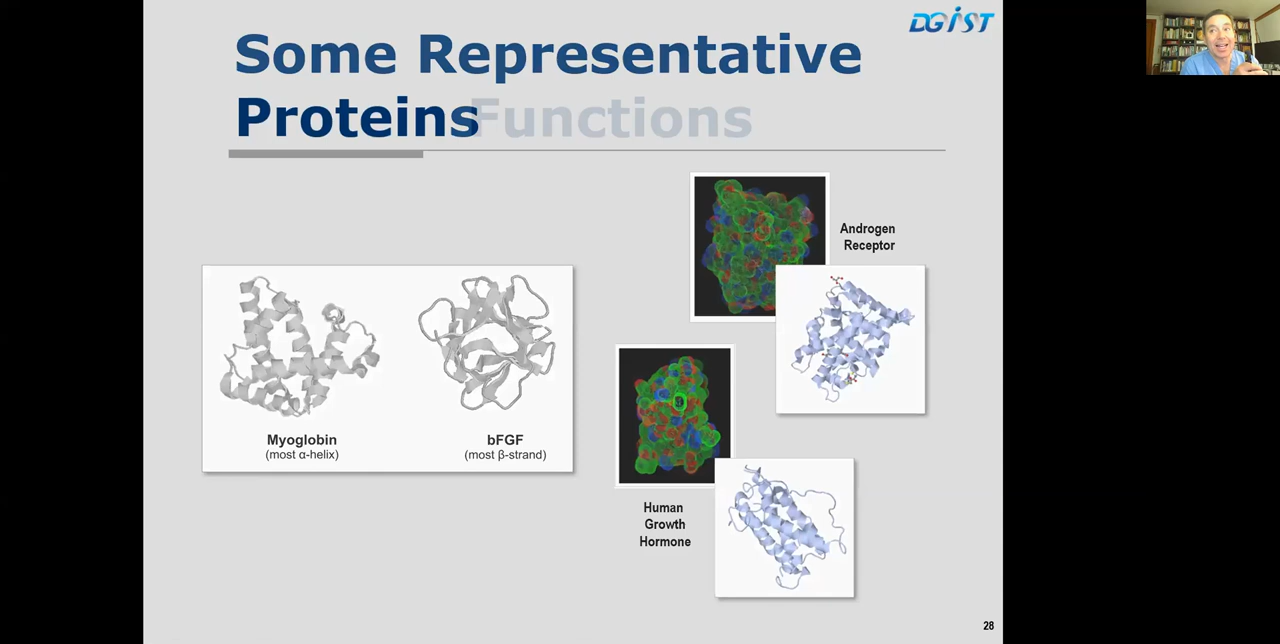 DGIST
Some Representative
Proteins Functions
Androgen
Receptor
Myoglobin
(most α-helix)
bFGF
(most β-strand)
Human
Growth
Hormone
28